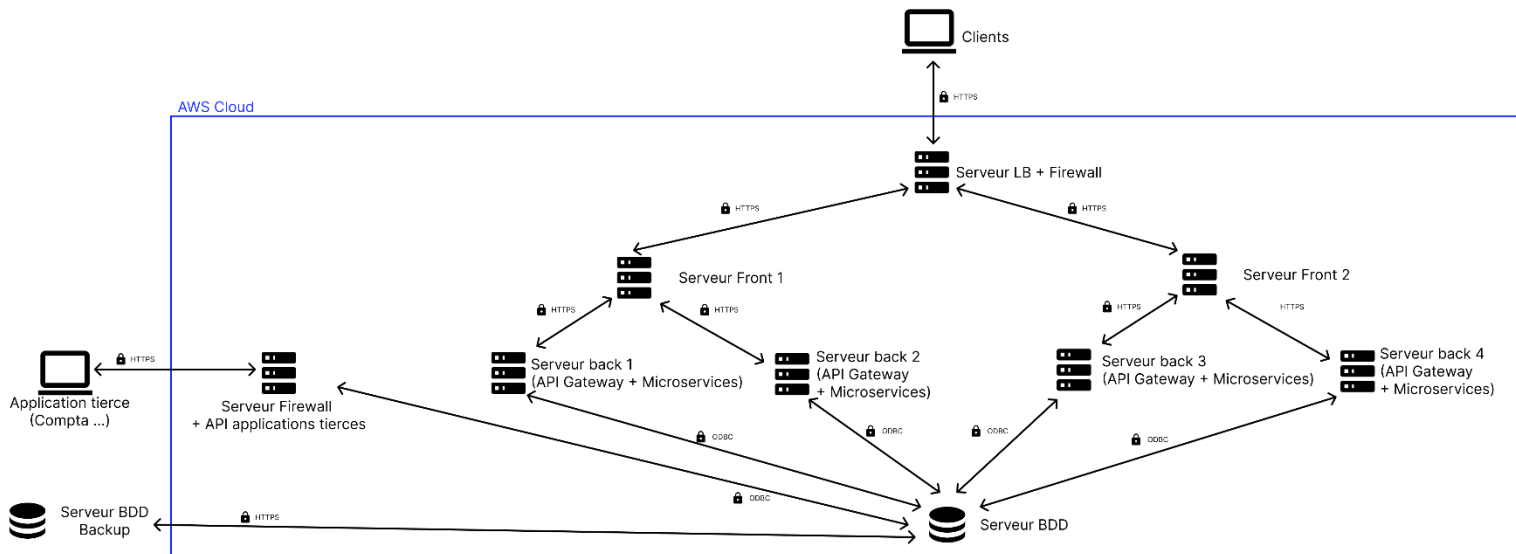 Clients
HTTPS
AWS Cloud
Serveur LB + Firewall
HTTPS
HTTPS
Serveur Front 1
Serveur Front 2
HTTPS
HTTPS
HTTPS
HTTPS
HTTPS
Application tierce
(Compta ...)
Serveur Firewall
+ API applications tierces
Serveur back 1
(API Gateway + Microservices)
Serveur back 2
(API Gateway
+ Microservices)
Serveur back 3
(API Gateway + Microservices)
Serveur back 4
(API Gateway
+ Microservices)
ODBC
ODBC
ODBC
ODBC
ODBC
Serveur BDD
Backup
HTTPS
Serveur BDD